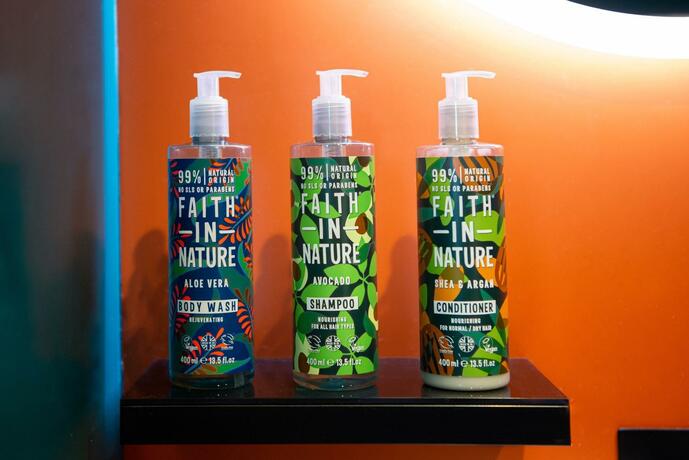 99% NATURAL ORIGIN
NO SLS OR PARABENS
FAITH
IN
NATURE
ALOE VERA
BODY WASH
REJUVENATING
Vegan
400 ml ℮ 13.5 fl.oz
99% NATURAL ORIGIN
NO SLS OR PARABENS
FAITH
IN
NATURE
AVOCADO
SHAMPOO
NOURISHING
FOR ALL HAIR TYPES
Vegan
400 ml ℮ 13.5 fl.oz
99% NATURAL ORIGIN
NO SLS OR PARABENS
FAITH
IN
NATURE
SHEA & ARGAN
CONDITIONER
NOURISHING
FOR NORMAL / DRY HAIR
Vegan
400 ml ℮ 13.5 fl.oz